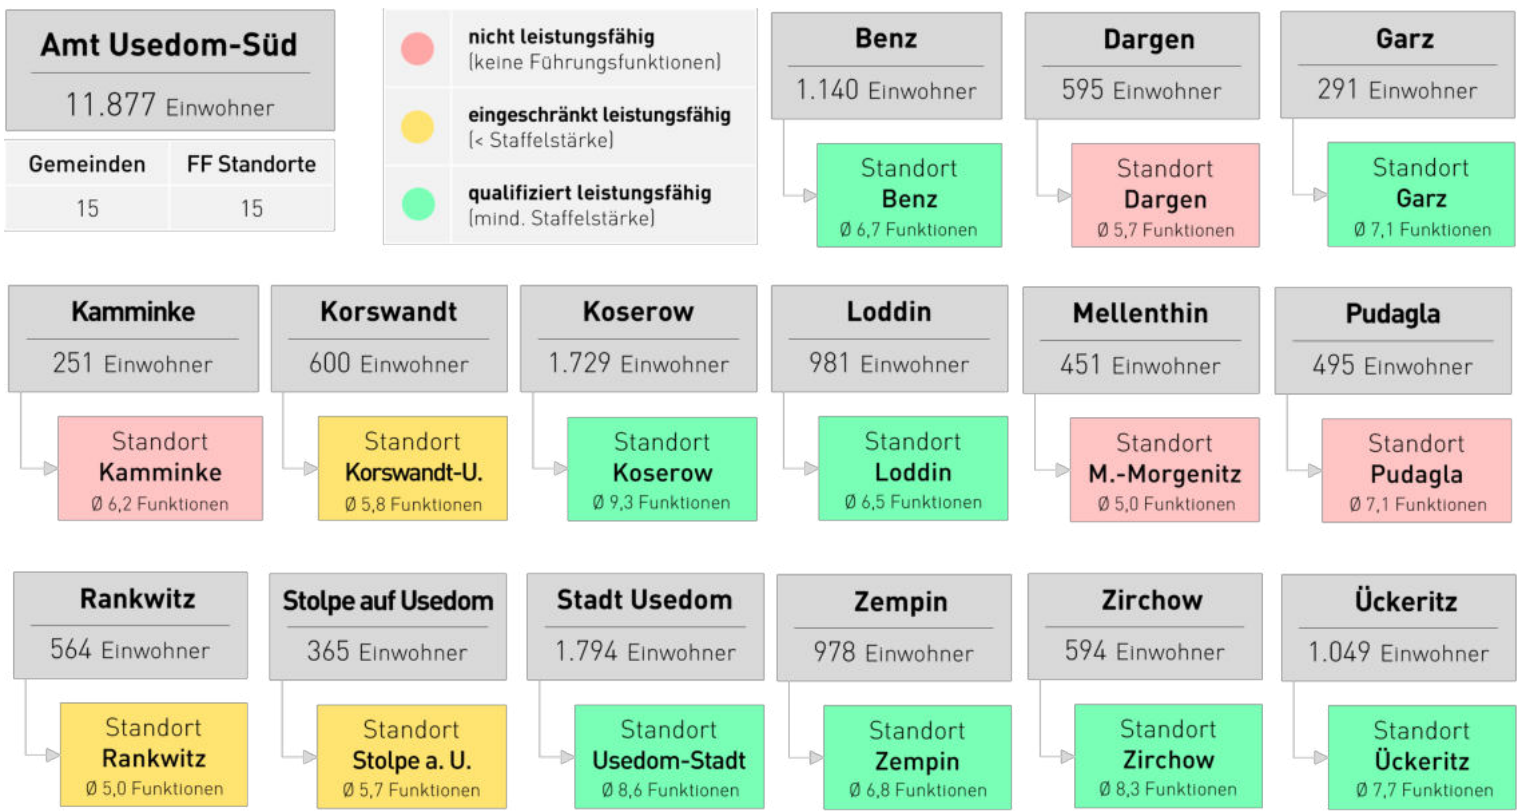 Amt Usedom-Süd
11.877 Einwohner
Gemeinden FF Standorte
15 15
nicht leistungsfähig
(keine Führungsfunktionen)
eingeschränkt leistungsfähig
(< Staffelstärke)
qualifiziert leistungsfähig
(mind. Staffelstärke)
Benz
1.140 Einwohner
Standort
Benz
Ø 6,7 Funktionen
Dargen
595 Einwohner
Standort
Dargen
Ø 5,7 Funktionen
Garz
291 Einwohner
Standort
Garz
Ø 7,1 Funktionen
Kamminke
251 Einwohner
Standort
Kamminke
Ø 6,2 Funktionen
Korswandt
600 Einwohner
Standort
Korswandt-U.
Ø 5,8 Funktionen
Koserow
1.729 Einwohner
Standort
Koserow
Ø 9,3 Funktionen
Loddin
981 Einwohner
Standort
Loddin
Ø 6,5 Funktionen
Mellenthin
451 Einwohner
Standort
M.-Morgenitz
Ø 5,0 Funktionen
Pudagla
495 Einwohner
Standort
Pudagla
Ø 7,1 Funktionen
Rankwitz
564 Einwohner
Standort
Rankwitz
Ø 5,0 Funktionen
Stolpe auf Usedom
365 Einwohner
Standort
Stolpe a. U.
Ø 5,7 Funktionen
Stadt Usedom
1.794 Einwohner
Standort
Usedom-Stadt
Ø 8,6 Funktionen
Zempin
978 Einwohner
Standort
Zempin
Ø 6,8 Funktionen
Zirchow
594 Einwohner
Standort
Zirchow
Ø 8,3 Funktionen
Ückeritz
1.049 Einwohner
Standort
Ückeritz
Ø 7,7 Funktionen